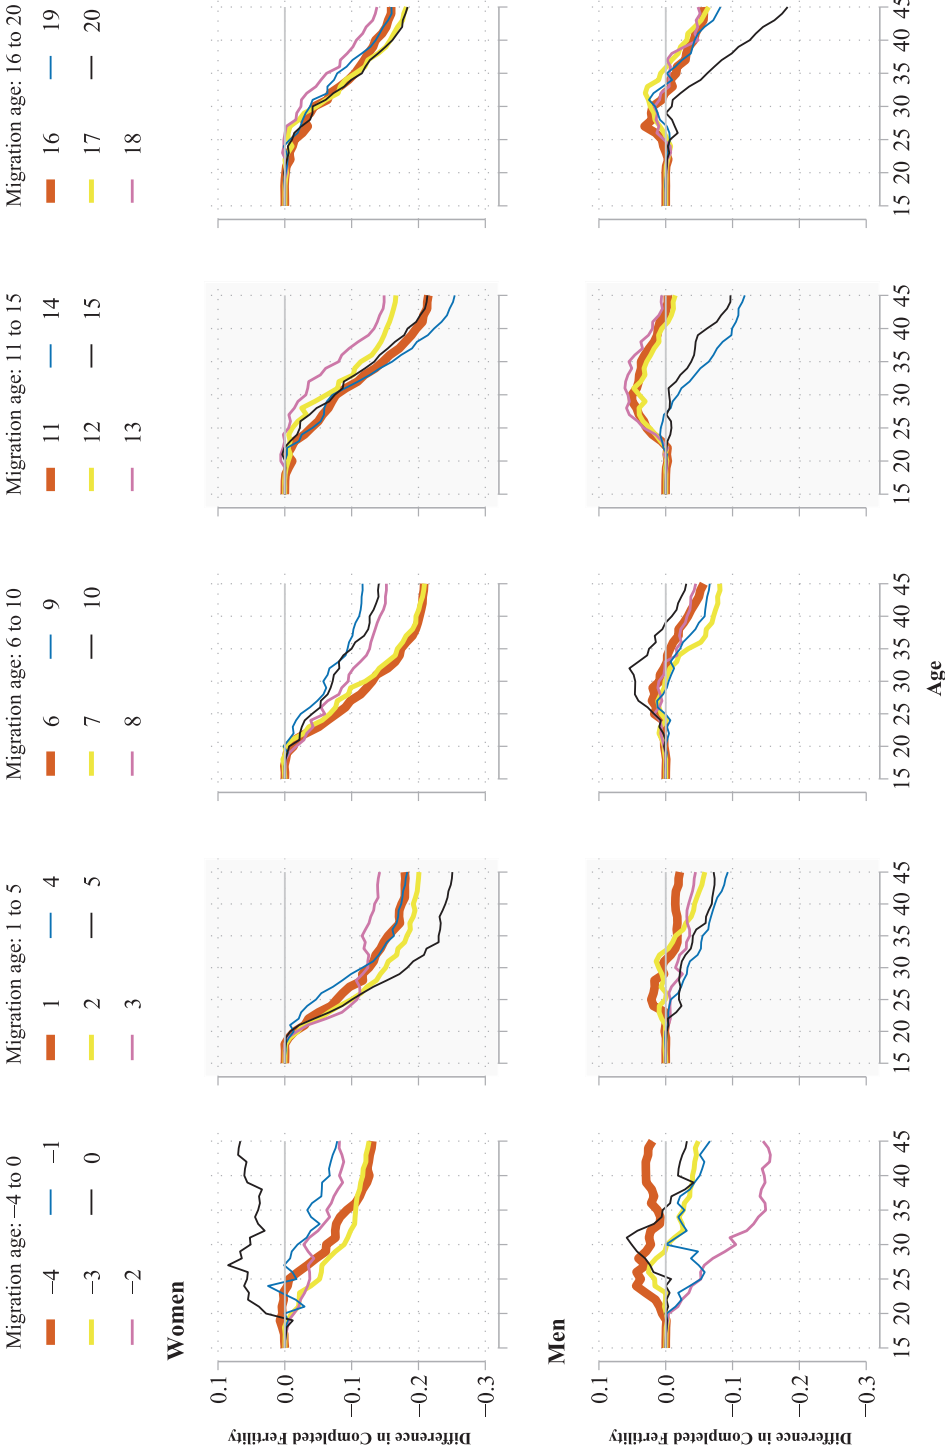 Migration age: −4 to 0
−4 −1
−3 0
−2
Migration age: 1 to 5
1 4
2 5
3
Migration age: 6 to 10
6 9
7 10
8
Migration age: 11 to 15
11 14
12 15
13
Migration age: 16 to 20
16 19
17 20
18
Women
Difference in Completed Fertility
0.1
0.0
−0.1
−0.2
−0.3
Men
Difference in Completed Fertility
0.1
0.0
−0.1
−0.2
−0.3
15 20 25 30 35 40 45
15 20 25 30 35 40 45
15 20 25 30 35 40 45
15 20 25 30 35 40 45
15 20 25 30 35 40 45
Age